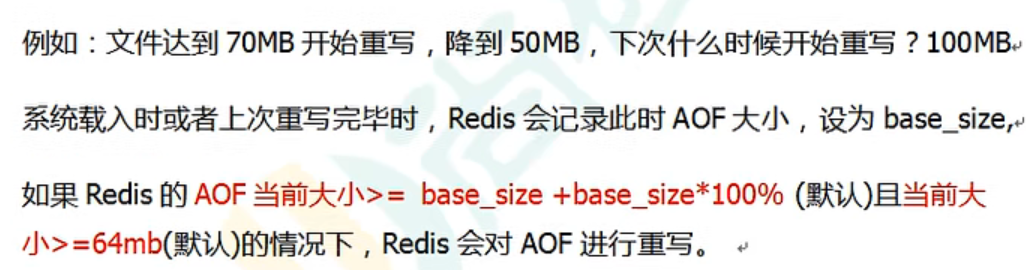 例如：文件达到 70MB 开始重写，降到 50MB，下次什么时候开始重写？100MB
系统载入时或者上次重写完毕时，Redis 会记录此时 AOF 大小，设为 base_size,
如果 Redis 的 AOF 当前大小>= base_size +base_size*100% (默认)且当前大
小>=64mb(默认)的情况下，Redis 会对 AOF 进行重写。